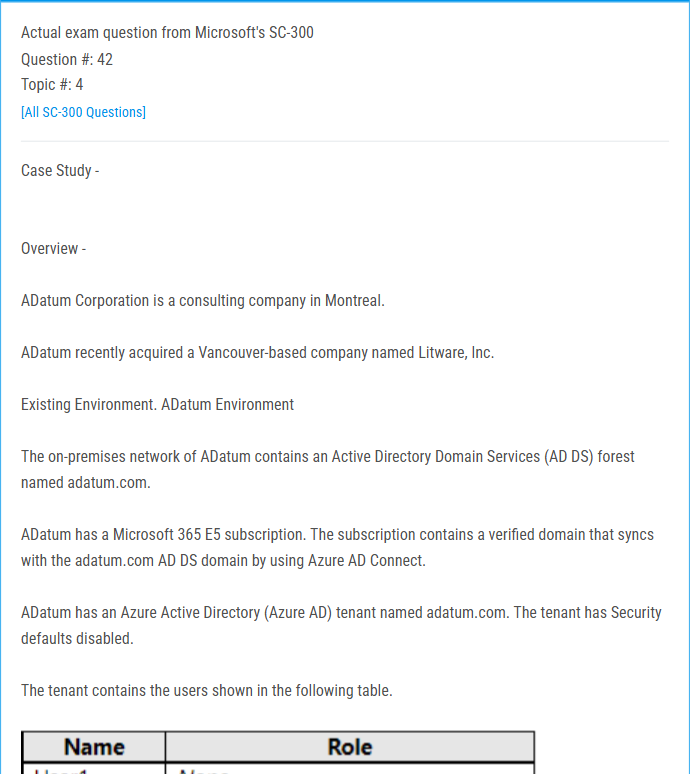 Actual exam question from Microsoft's SC-300
Question #: 42
Topic #: 4
[All SC-300 Questions]
Case Study -
Overview -
ADatum Corporation is a consulting company in Montreal.
ADatum recently acquired a Vancouver-based company named Litware, Inc.
Existing Environment. ADatum Environment
The on-premises network of ADatum contains an Active Directory Domain Services (AD DS) forest
named adatum.com.
ADatum has a Microsoft 365 E5 subscription. The subscription contains a verified domain that syncs
with the adatum.com AD DS domain by using Azure AD Connect.
ADatum has an Azure Active Directory (Azure AD) tenant named adatum.com. The tenant has Security
defaults disabled.
The tenant contains the users shown in the following table.
Name Role